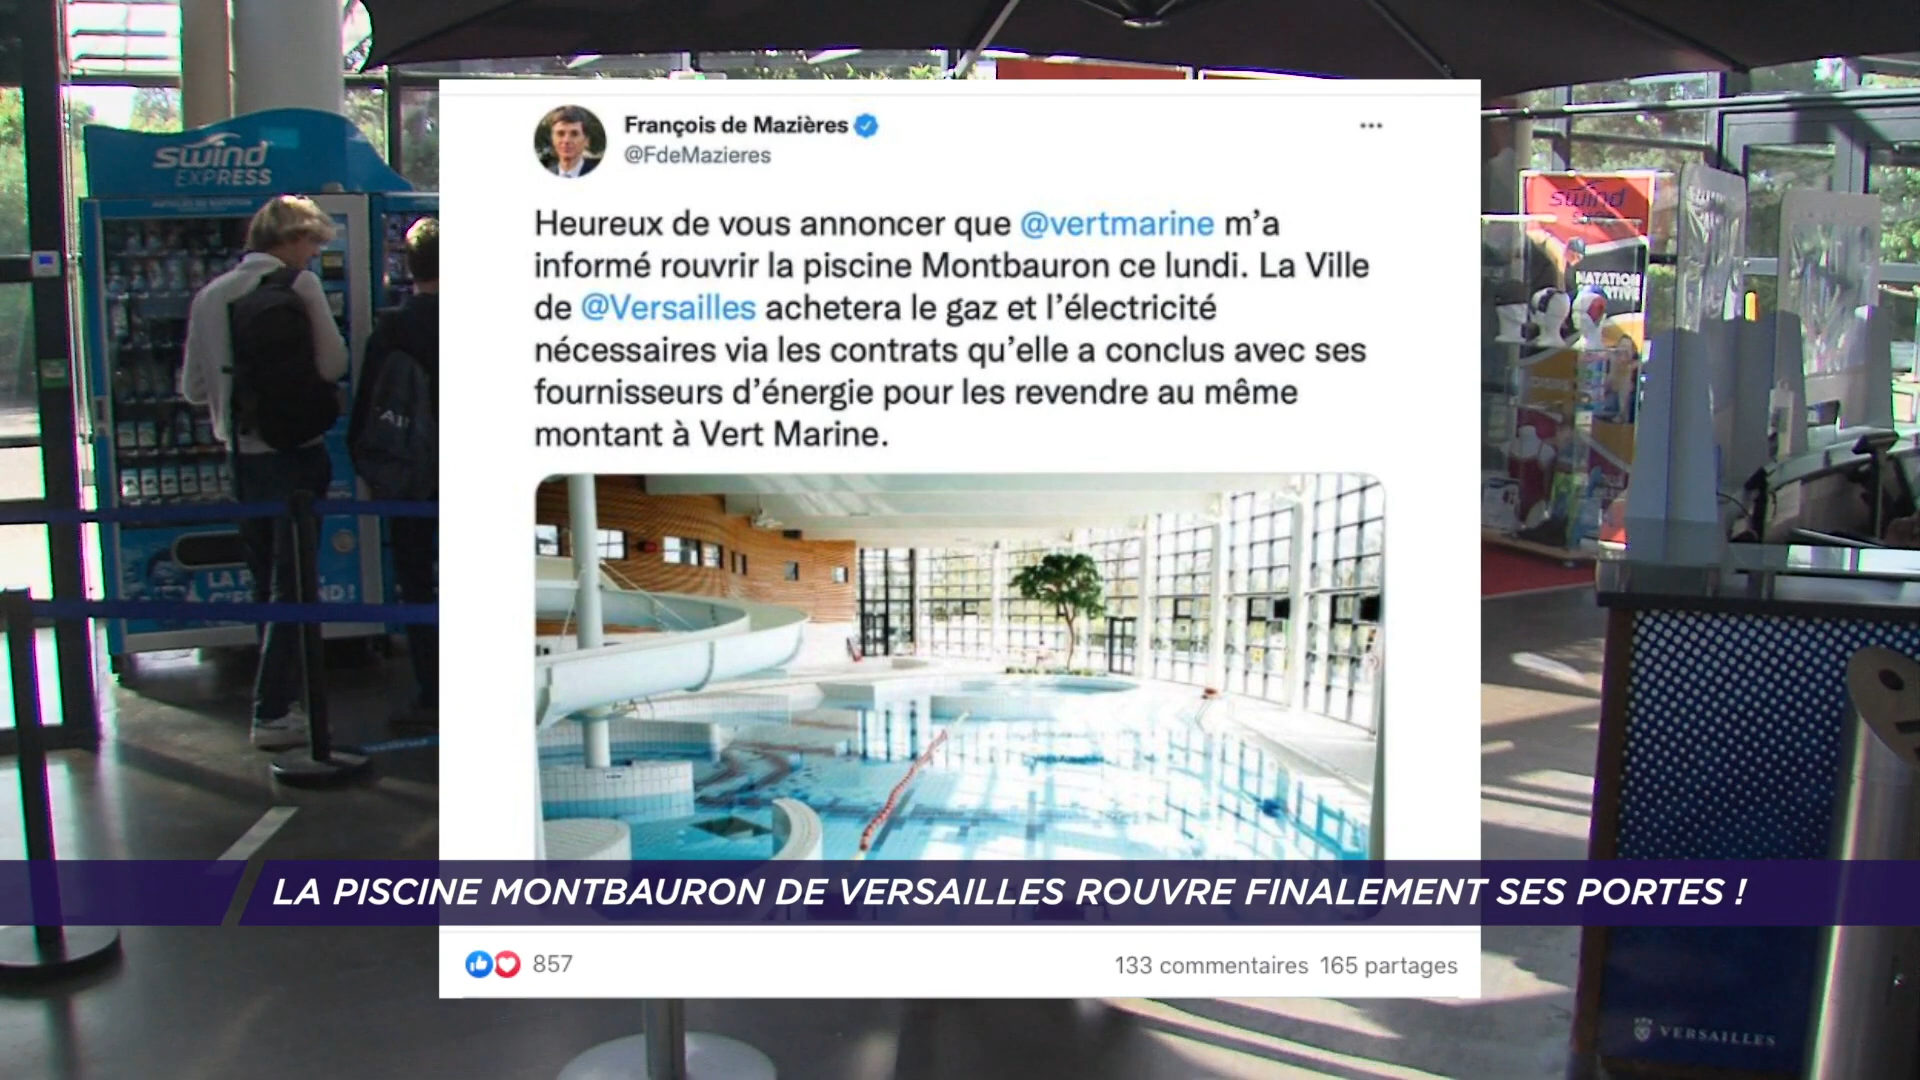 swind
EXPRESS
François de Mazières
@FdeMazieres
Heureux de vous annoncer que @vertmarine m’a
informé rouvrir la piscine Montbauron ce lundi. La Ville
de @Versailles achetera le gaz et l’électricité
nécessaires via les contrats qu’elle a conclus avec ses
fournisseurs d’énergie pour les revendre au même
montant à Vert Marine.
swind
NATATION
LA PISCINE MONTBAURON DE VERSAILLES ROUVRE FINALEMENT SES PORTES !
857
133 commentaires 165 partages
VERSAILLES